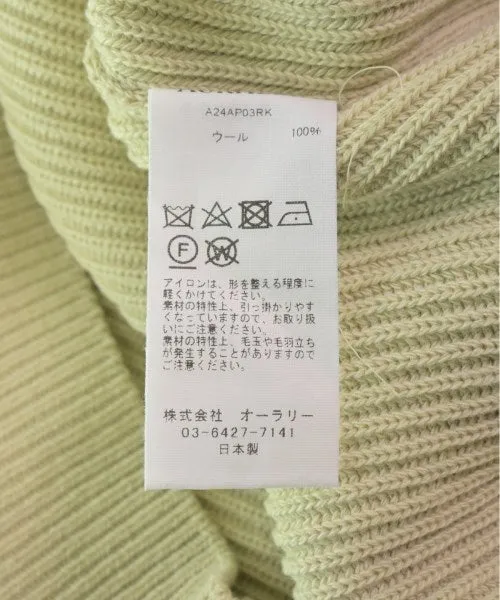 A24AP03RK
ウール 100%
F
W
アイロンは、形を整える程度に
軽くかけてください。
素材の特性上、引っ掛かりやす
くなっていますので、お取り扱
いにご注意ください。
素材の特性上、毛玉や毛羽立ち
が発生することがありますので
ご注意ください。
株式会社 オーラリー
03-6427-7141
日本製